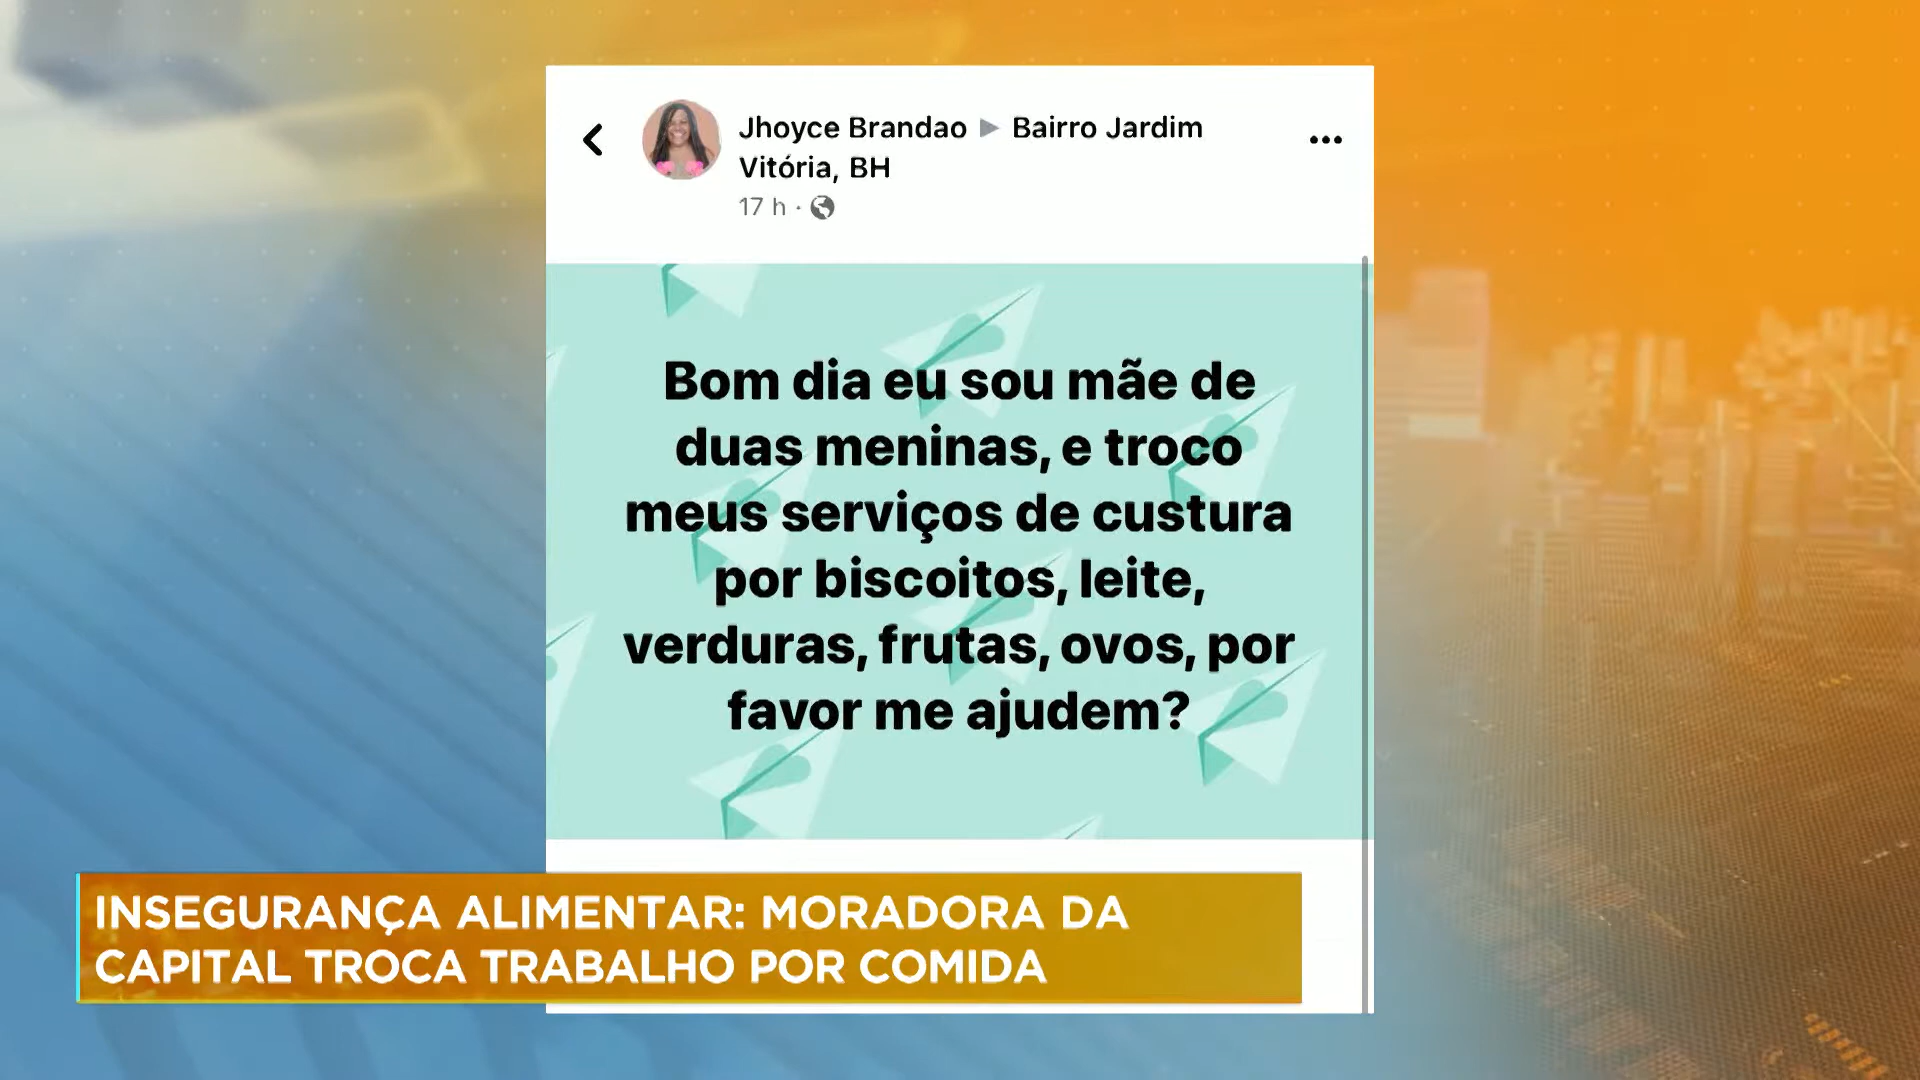 Jhoyce Brandao ▶ Bairro Jardim
Vitória, BH
17 h ·
Bom dia eu sou mãe de
duas meninas, e troco
meus serviços de custura
por biscoitos, leite,
verduras, frutas, ovos, por
favor me ajudem?
INSEGURANÇA ALIMENTAR: MORADORA DA
CAPITAL TROCA TRABALHO POR COMIDA